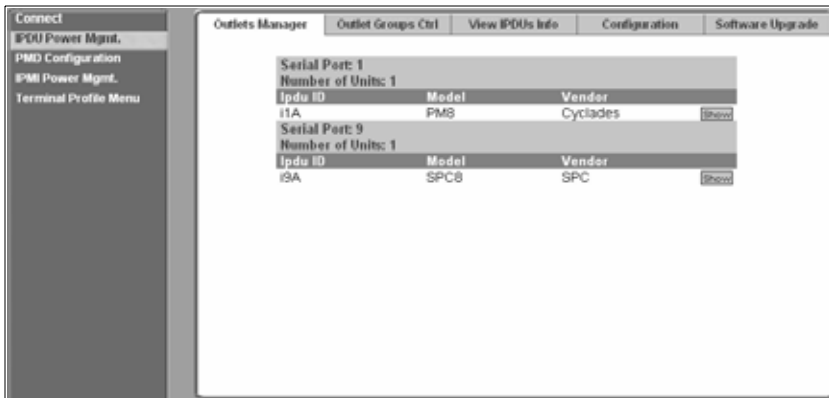 Connect
IPDU Power Mgmt.
PMD Configuration
IPMI Power Mgmt.
Terminal Profile Menu
Outlets Manager Outlet Groups Ctrl View IPDUs Info Configuration Software Upgrade
Serial Port: 1
Number of Units: 1
Ipdu ID Model Vendor
i1A PM8 Cyclades Show
Serial Port: 9
Number of Units: 1
Ipdu ID Model Vendor
i9A SPC8 SPC Show